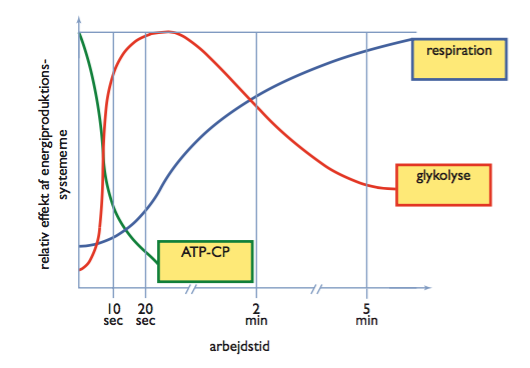 respiration
glykolyse
ATP-CP
relativ effekt af energiproduktions-
systemerne
10
sec
20
sec
2
min
5
min
arbejdstid